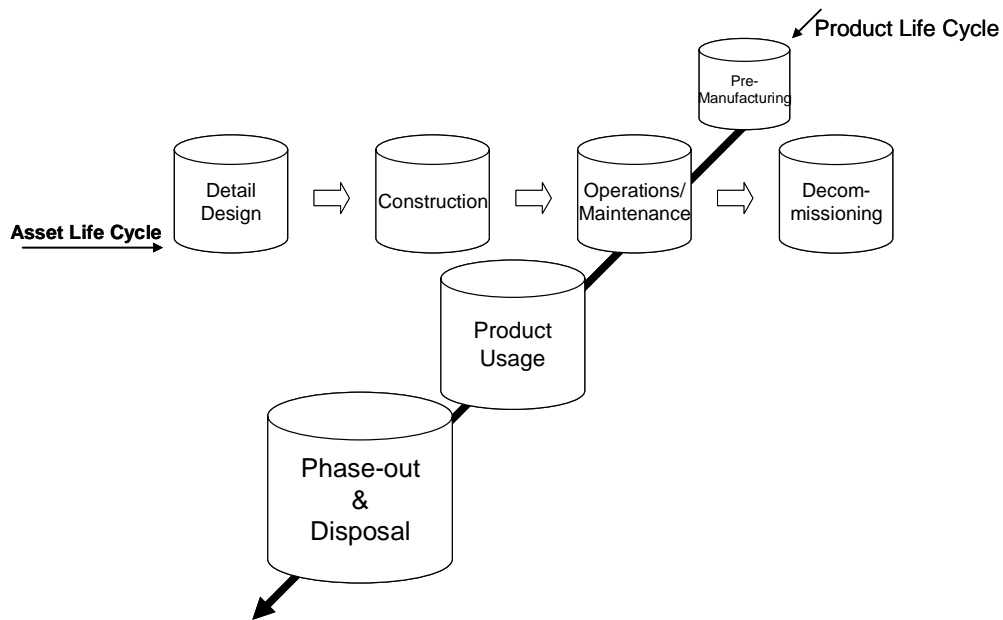 Product Life Cycle
Pre-
Manufacturing
Detail
Design
Construction
Operations/
Maintenance
Decom-
missioning
Asset Life Cycle
Product
Usage
Phase-out
&
Disposal